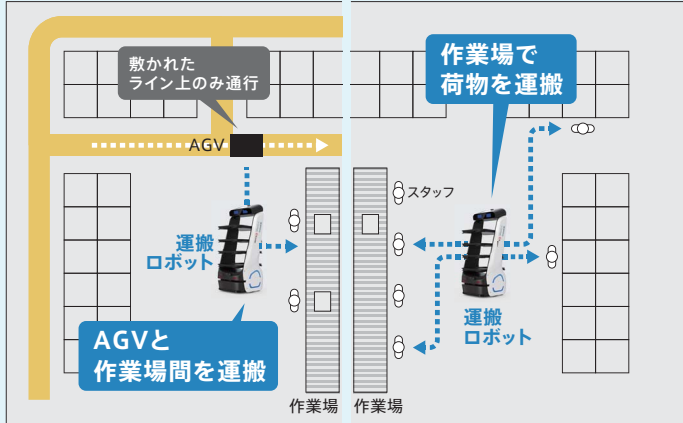 敷かれた
ライン上のみ通行
AGV
運搬
ロボット
AGVと
作業場間を運搬
作業場
作業場で
荷物を運搬
スタッフ
運搬
ロボット
作業場